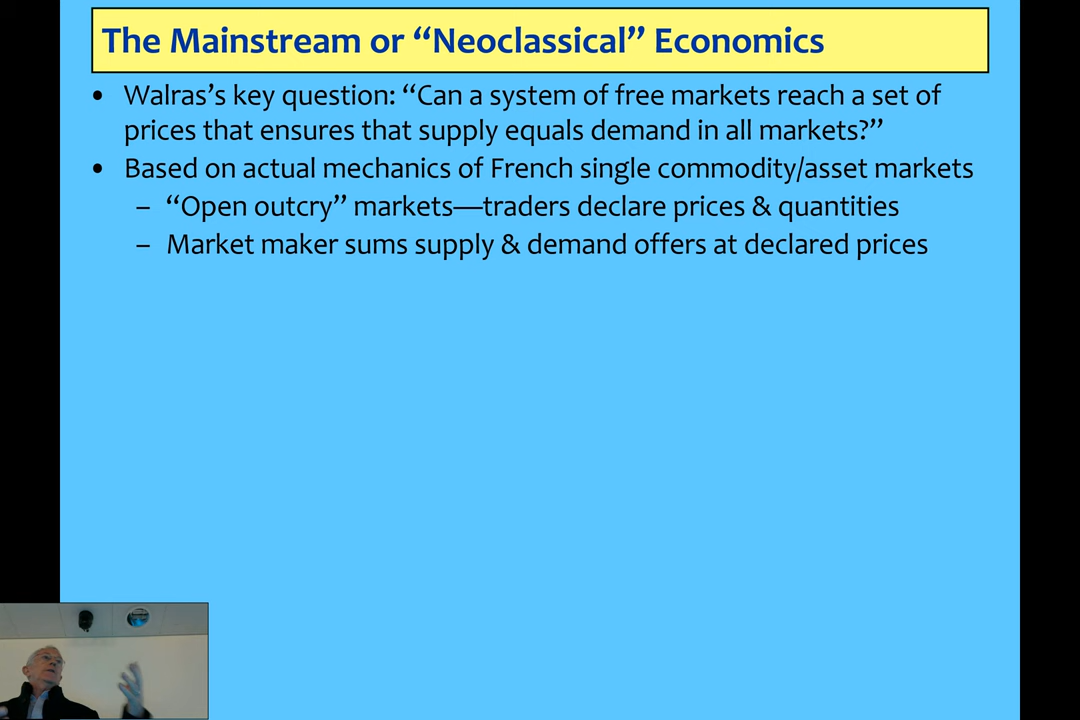 The Mainstream or “Neoclassical” Economics
• Walras’s key question: “Can a system of free markets reach a set of
prices that ensures that supply equals demand in all markets?”
• Based on actual mechanics of French single commodity/asset markets
– “Open outcry” markets—traders declare prices & quantities
– Market maker sums supply & demand offers at declared prices